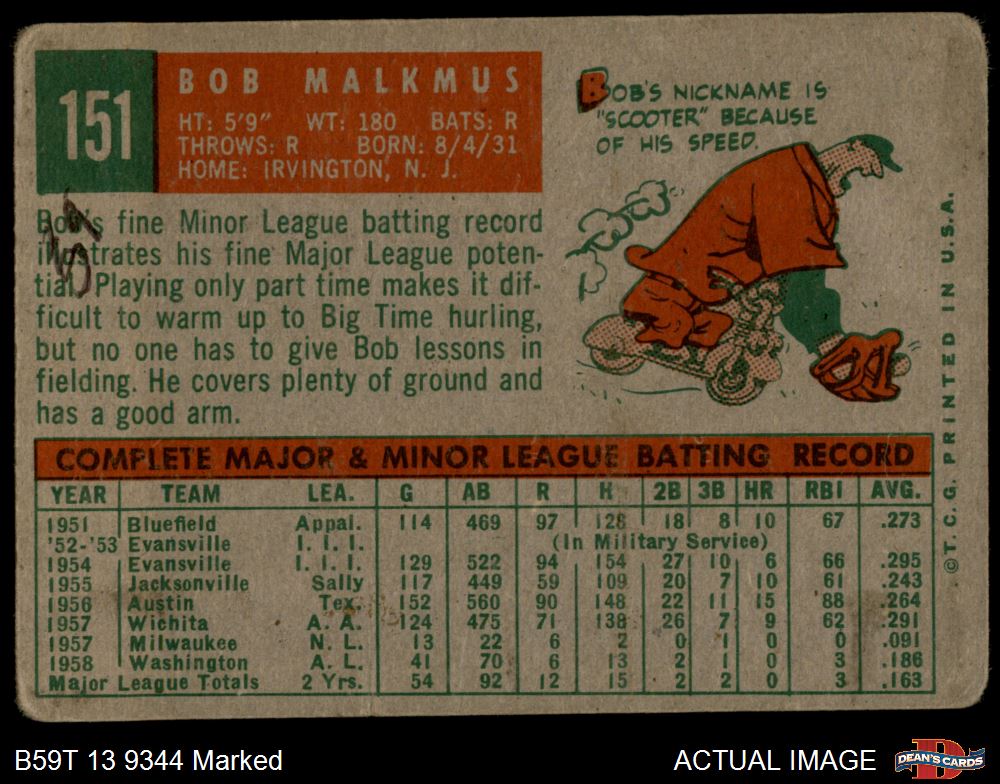 151
BOB MALKMUS
HT: 5'9" WT: 180 BATS: R
THROWS: R BORN: 8/4/31
HOME: IRVINGTON, N. J.
BOB'S NICKNAME IS
"SCOOTER" BECAUSE
OF HIS SPEED.
Bob's fine Minor League batting record
illustrates his fine Major League poten-
tial. Playing only part time makes it dif-
ficult to warm up to Big Time hurling,
but no one has to give Bob lessons in
fielding. He covers plenty of ground and
has a good arm.
COMPLETE MAJOR & MINOR LEAGUE BATTING RECORD
YEAR TEAM LEA. G AB R H 2B 3B HR RBI AVG.
1951 Bluefield Appal. 114 469 97 128 18 8 10 67 .273
'52-'53 Evansville I. I. I. (In Military Service)
1954 Evansville I. I. I. 129 522 94 154 27 10 6 66 .295
1955 Jacksonville Sally 117 449 59 109 20 7 10 61 .243
1956 Austin Tex. 152 560 90 148 22 11 15 88 .264
1957 Wichita A. A. 124 475 71 138 26 7 9 62 .291
1957 Milwaukee N. L. 13 22 6 2 0 1 0 0 .091
1958 Washington A. L. 41 70 6 13 2 1 0 3 .186
Major League Totals 2 Yrs. 54 92 12 15 2 2 0 3 .163
©T.C.G. PRINTED IN U.S.A.
B59T 13 9344 Marked
ACTUAL IMAGE
DEAN'S CARDS